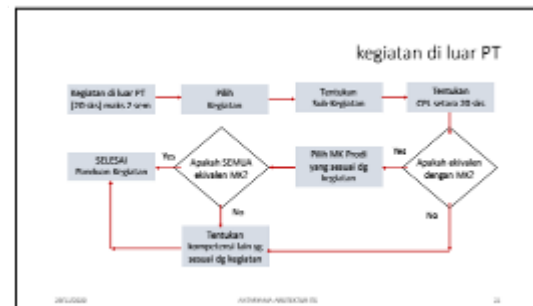 kegiatan di luar PT
Kegiatan di luar PT
(20 sks) maks 2 sem
Pilih
Kegiatan
Tentukan
Sub-Kegiatan
Tentukan
CPL setara 20 sks
SELESAI
Panduan Kegiatan
Yes
Apakah SEMUA
ekivalen MK?
Pilih MK Prodi
yang sesuai dg
kegiatan
Yes
Apakah ekivalen
dengan MK?
No
No
Tentukan
kompetensi lain yg
sesuai dg kegiatan